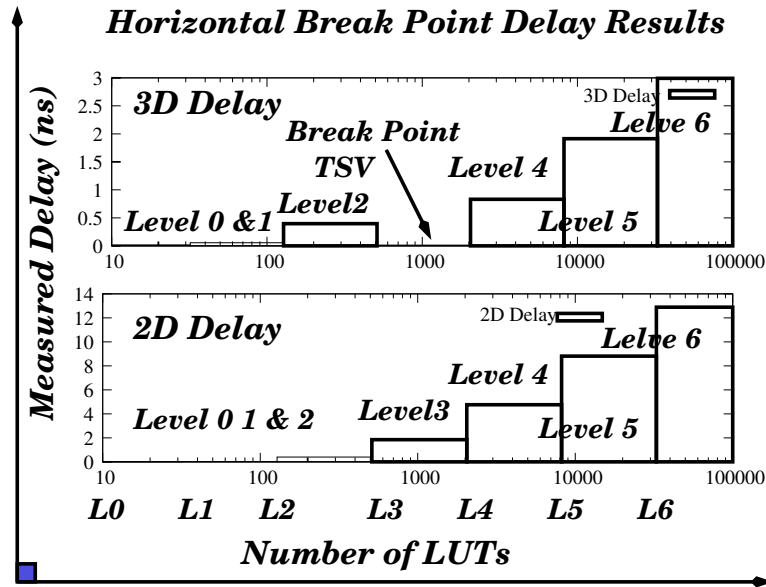 Horizontal Break Point Delay Results
Measured Delay (ns)
3
2.5
2
1.5
1
0.5
0
3D Delay
3D Delay
Lelve 6
Break Point
TSV
Level 4
Level2
Level 0 &1
Level 5
10
100
1000
10000
100000
14
12
10
8
6
4
2
0
2D Delay
2D Delay
Lelve 6
Level 4
Level3
Level 0 1 & 2
Level 5
10
100
1000
10000
100000
L0 L1 L2 L3 L4 L5 L6
Number of LUTs